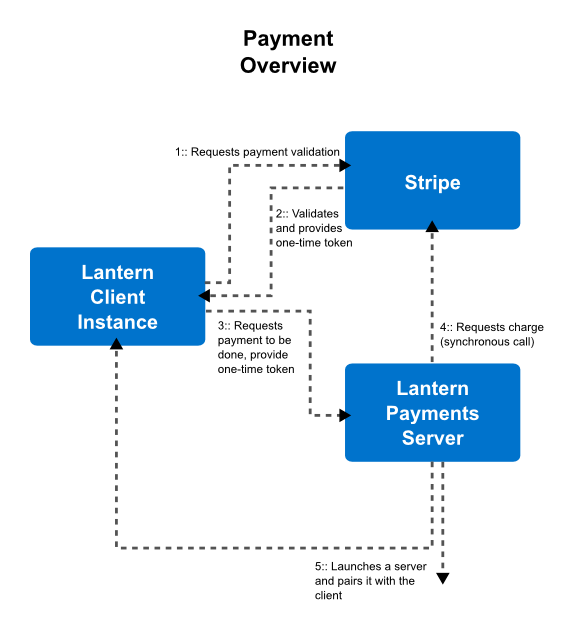 Payment
Overview
1:: Requests payment validation
Stripe
2:: Validates
and provides
one-time token
Lantern
Client
Instance
3:: Requests
payment to be
done, provide
one-time token
4:: Requests charge
(synchronous call)
Lantern
Payments
Server
5:: Launches a server
and pairs it with the
client